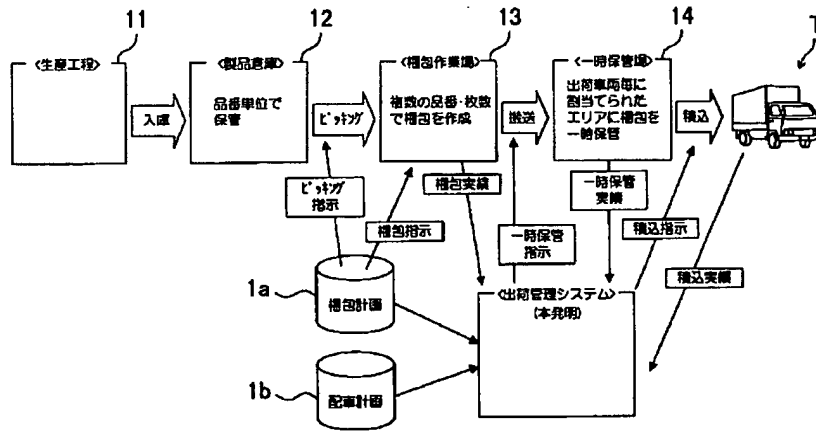 11
12
13
14
T
〈生産工程〉
〈製品倉庫〉
〈梱包作業場〉
〈一時保管場〉
入庫
品番単位で
保管
ピッキング
複数の品番・枚数
で梱包を作成
搬送
出荷車両毎に
割当てられた
エリアに梱包を
一時保管
積込
ピッキング
指示
梱包指示
梱包実績
一時保管
指示
一時保管
実績
積込指示
積込実績
1a
梱包計画
〈出荷管理システム〉
(本発明)
1b
配車計画